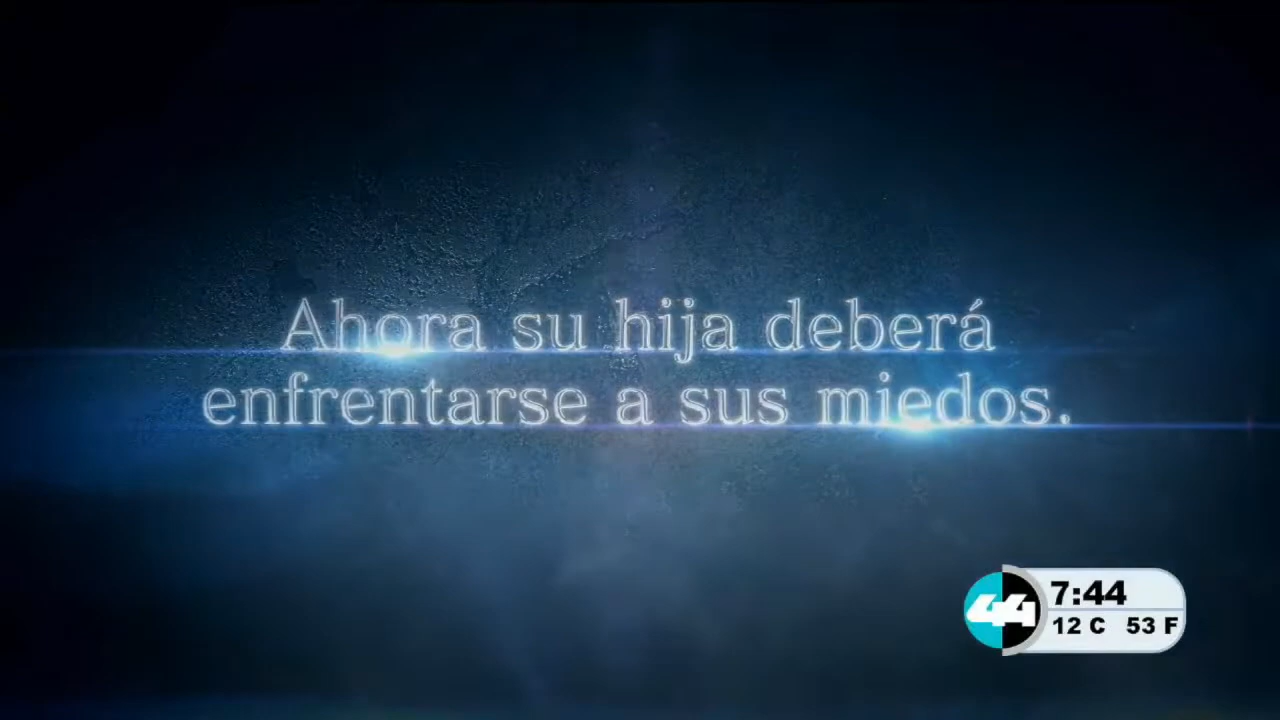 Ahora su hija deberá
enfrentarse a sus miedos.
44
7:44
12 C 53 F